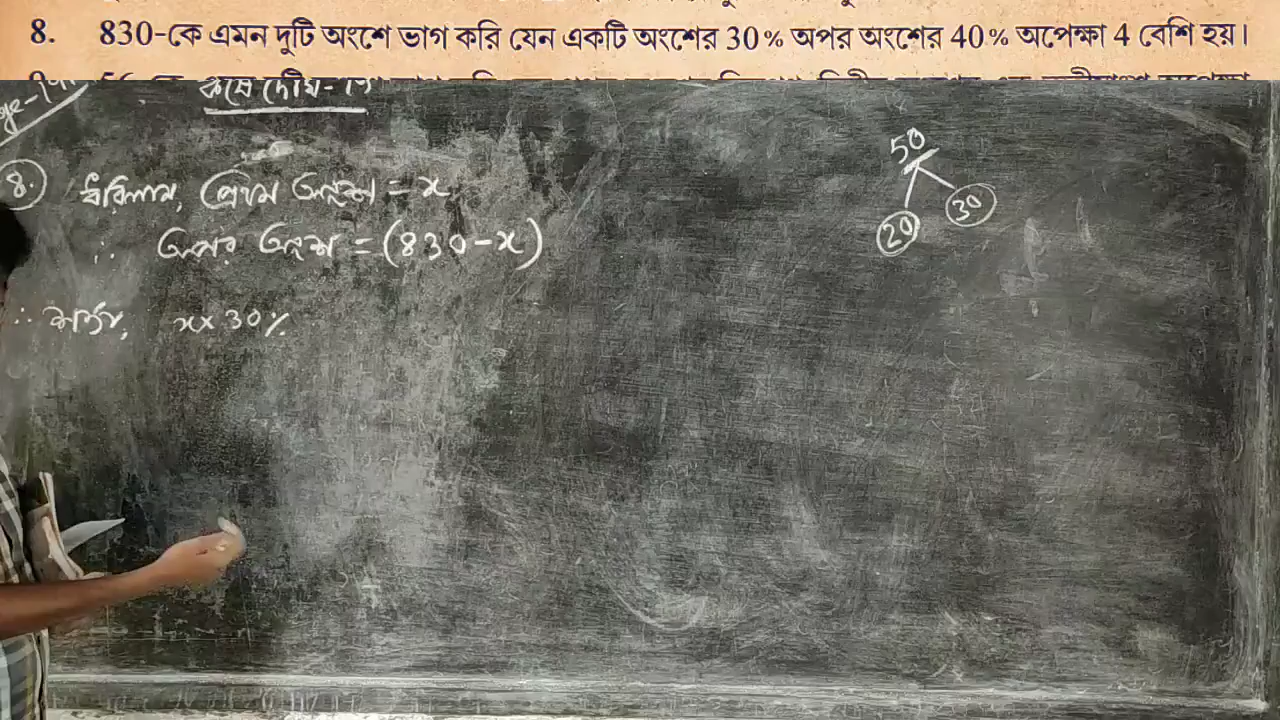 8. 830-কে এমন দুটি অংশে ভাগ করি যেন একটি অংশের 30% অপর অংশের 40% অপেক্ষা 4 বেশি হয়।
কষে দেখি-
8. ধরিলাম, প্রথম অংশ = x
∴ অপর অংশ = (830-x)
∴ শর্তে, x × 30%
50
20 30